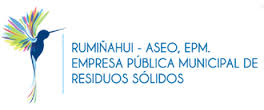 RUMIÑAHUI - ASEO, EPM.
EMPRESA PÚBLICA MUNICIPAL DE
RESIDUOS SÓLIDOS